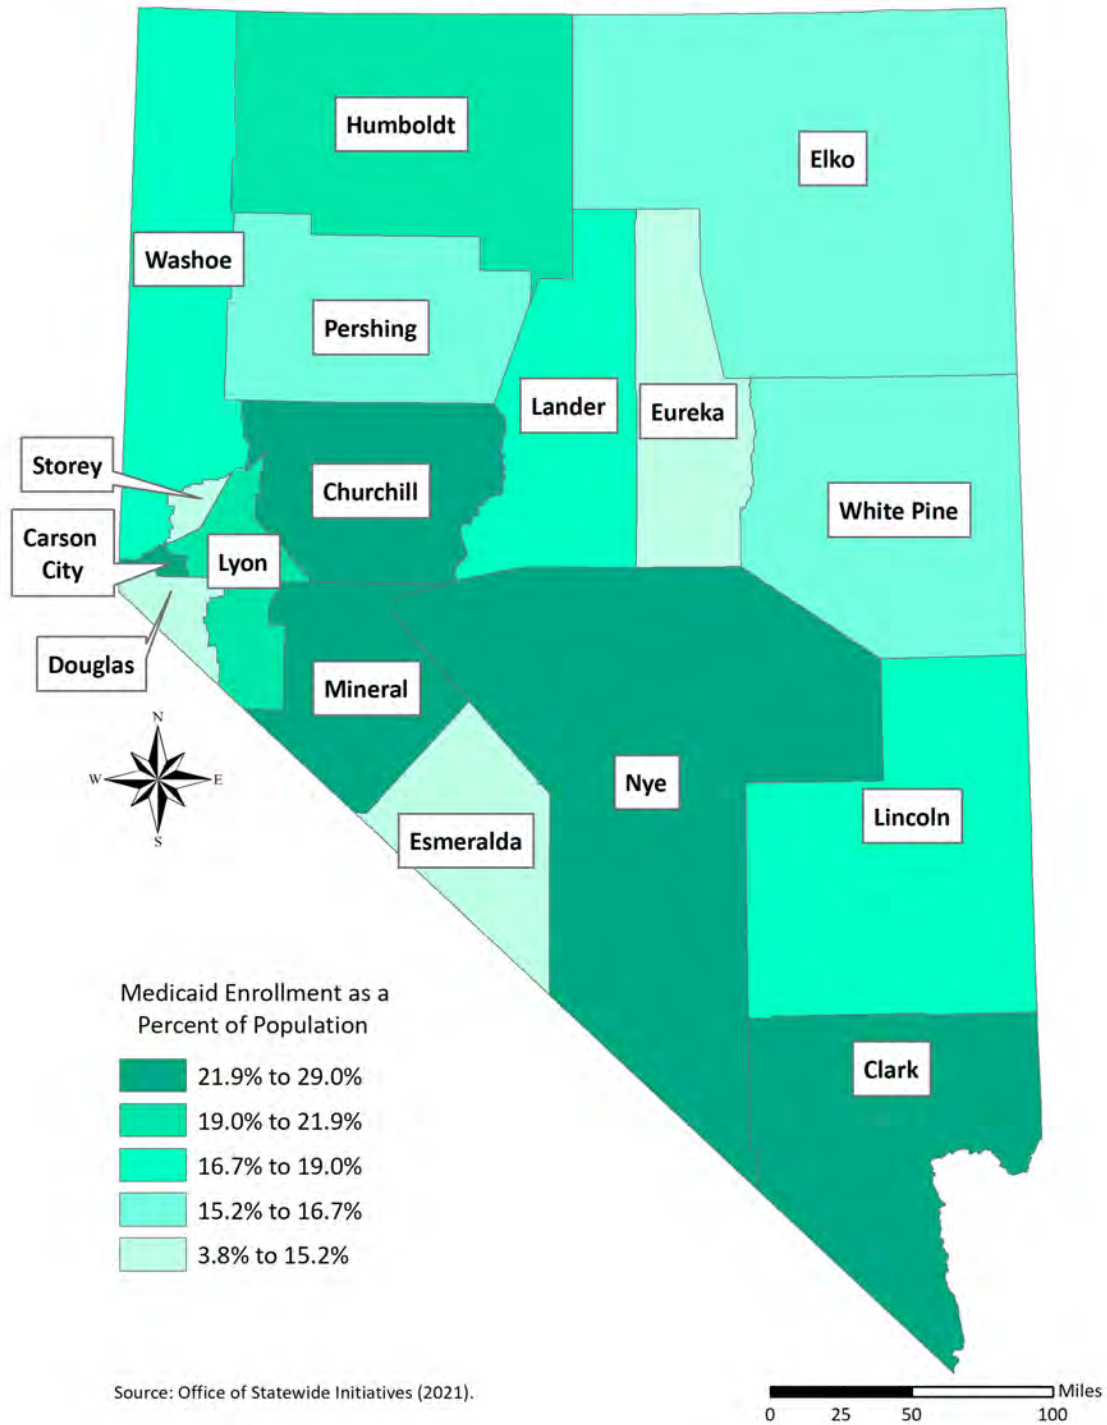 Humboldt
Elko
Washoe
Pershing
Lander
Eureka
Storey
Churchill
White Pine
Carson
City
Lyon
Douglas
Mineral
N
W
E
S
Nye
Lincoln
Esmeralda
Clark
Medicaid Enrollment as a
Percent of Population
21.9% to 29.0%
19.0% to 21.9%
16.7% to 19.0%
15.2% to 16.7%
3.8% to 15.2%
Source: Office of Statewide Initiatives (2021).
Miles
0 25 50 100